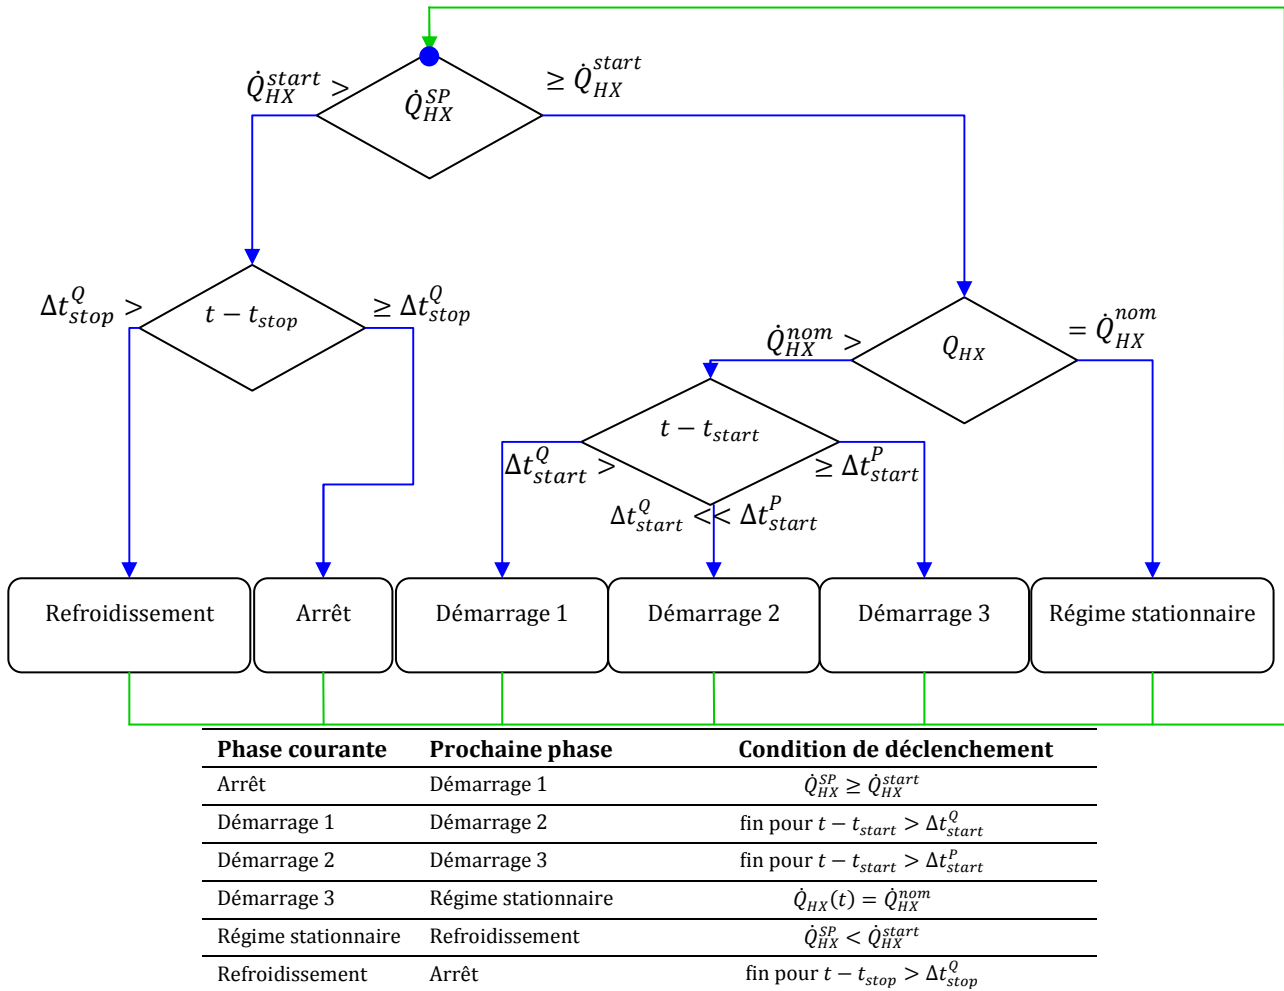 Q̇_HX^start > Q̇_HX^SP ≥ Q̇_HX^start
Δt_stop^Q > t − t_stop ≥ Δt_stop^Q
Q̇_HX^nom > Q_HX = Q̇_HX^nom
t − t_start
Δt_start^Q > ≥ Δt_start^P
Δt_start^Q << Δt_start^P
Refroidissement Arrêt Démarrage 1 Démarrage 2 Démarrage 3 Régime stationnaire
Phase courante Prochaine phase Condition de déclenchement
Arrêt Démarrage 1 Q̇_HX^SP ≥ Q̇_HX^start
Démarrage 1 Démarrage 2 fin pour t − t_start > Δt_start^Q
Démarrage 2 Démarrage 3 fin pour t − t_start > Δt_start^P
Démarrage 3 Régime stationnaire Q̇_HX(t) = Q̇_HX^nom
Régime stationnaire Refroidissement Q̇_HX^SP < Q̇_HX^start
Refroidissement Arrêt fin pour t − t_stop > Δt_stop^Q